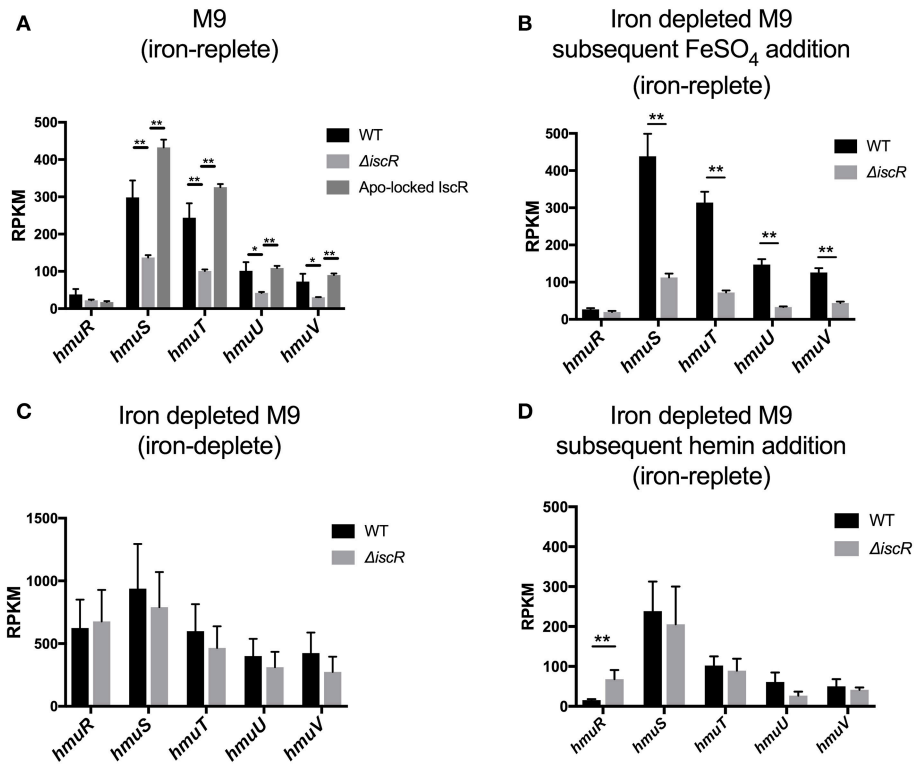 A
M9
(iron-replete)
500
400
300
200
100
0
RPKM
** **
** **
* **
* **
WT
ΔiscR
Apo-locked IscR
hmuR hmuS hmuT hmuU hmuV
B
Iron depleted M9
subsequent FeSO4 addition
(iron-replete)
500
400
300
200
100
0
RPKM
**
**
**
**
WT
ΔiscR
hmuR hmuS hmuT hmuU hmuV
C
Iron depleted M9
(iron-deplete)
1500
1000
500
0
RPKM
WT
ΔiscR
hmuR hmuS hmuT hmuU hmuV
D
Iron depleted M9
subsequent hemin addition
(iron-replete)
500
400
300
200
100
0
RPKM
**
WT
ΔiscR
hmuR hmuS hmuT hmuU hmuV